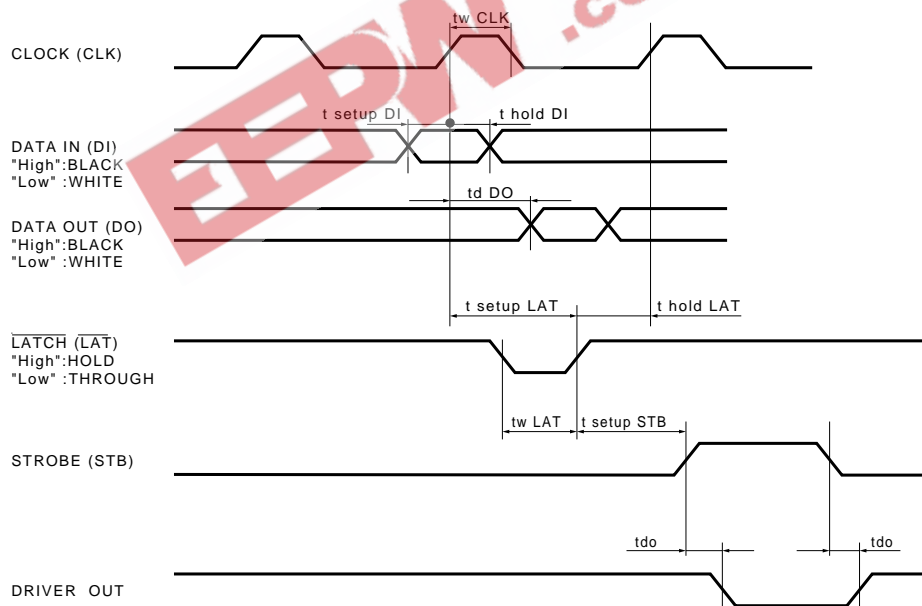 tw CLK
CLOCK (CLK)
t setup DI
t hold DI
DATA IN (DI)
"High":BLACK
"Low" :WHITE
td DO
DATA OUT (DO)
"High":BLACK
"Low" :WHITE
t setup LAT
t hold LAT
LATCH (LAT)
"High":HOLD
"Low" :THROUGH
tw LAT
t setup STB
STROBE (STB)
tdo
tdo
DRIVER OUT
EEPW